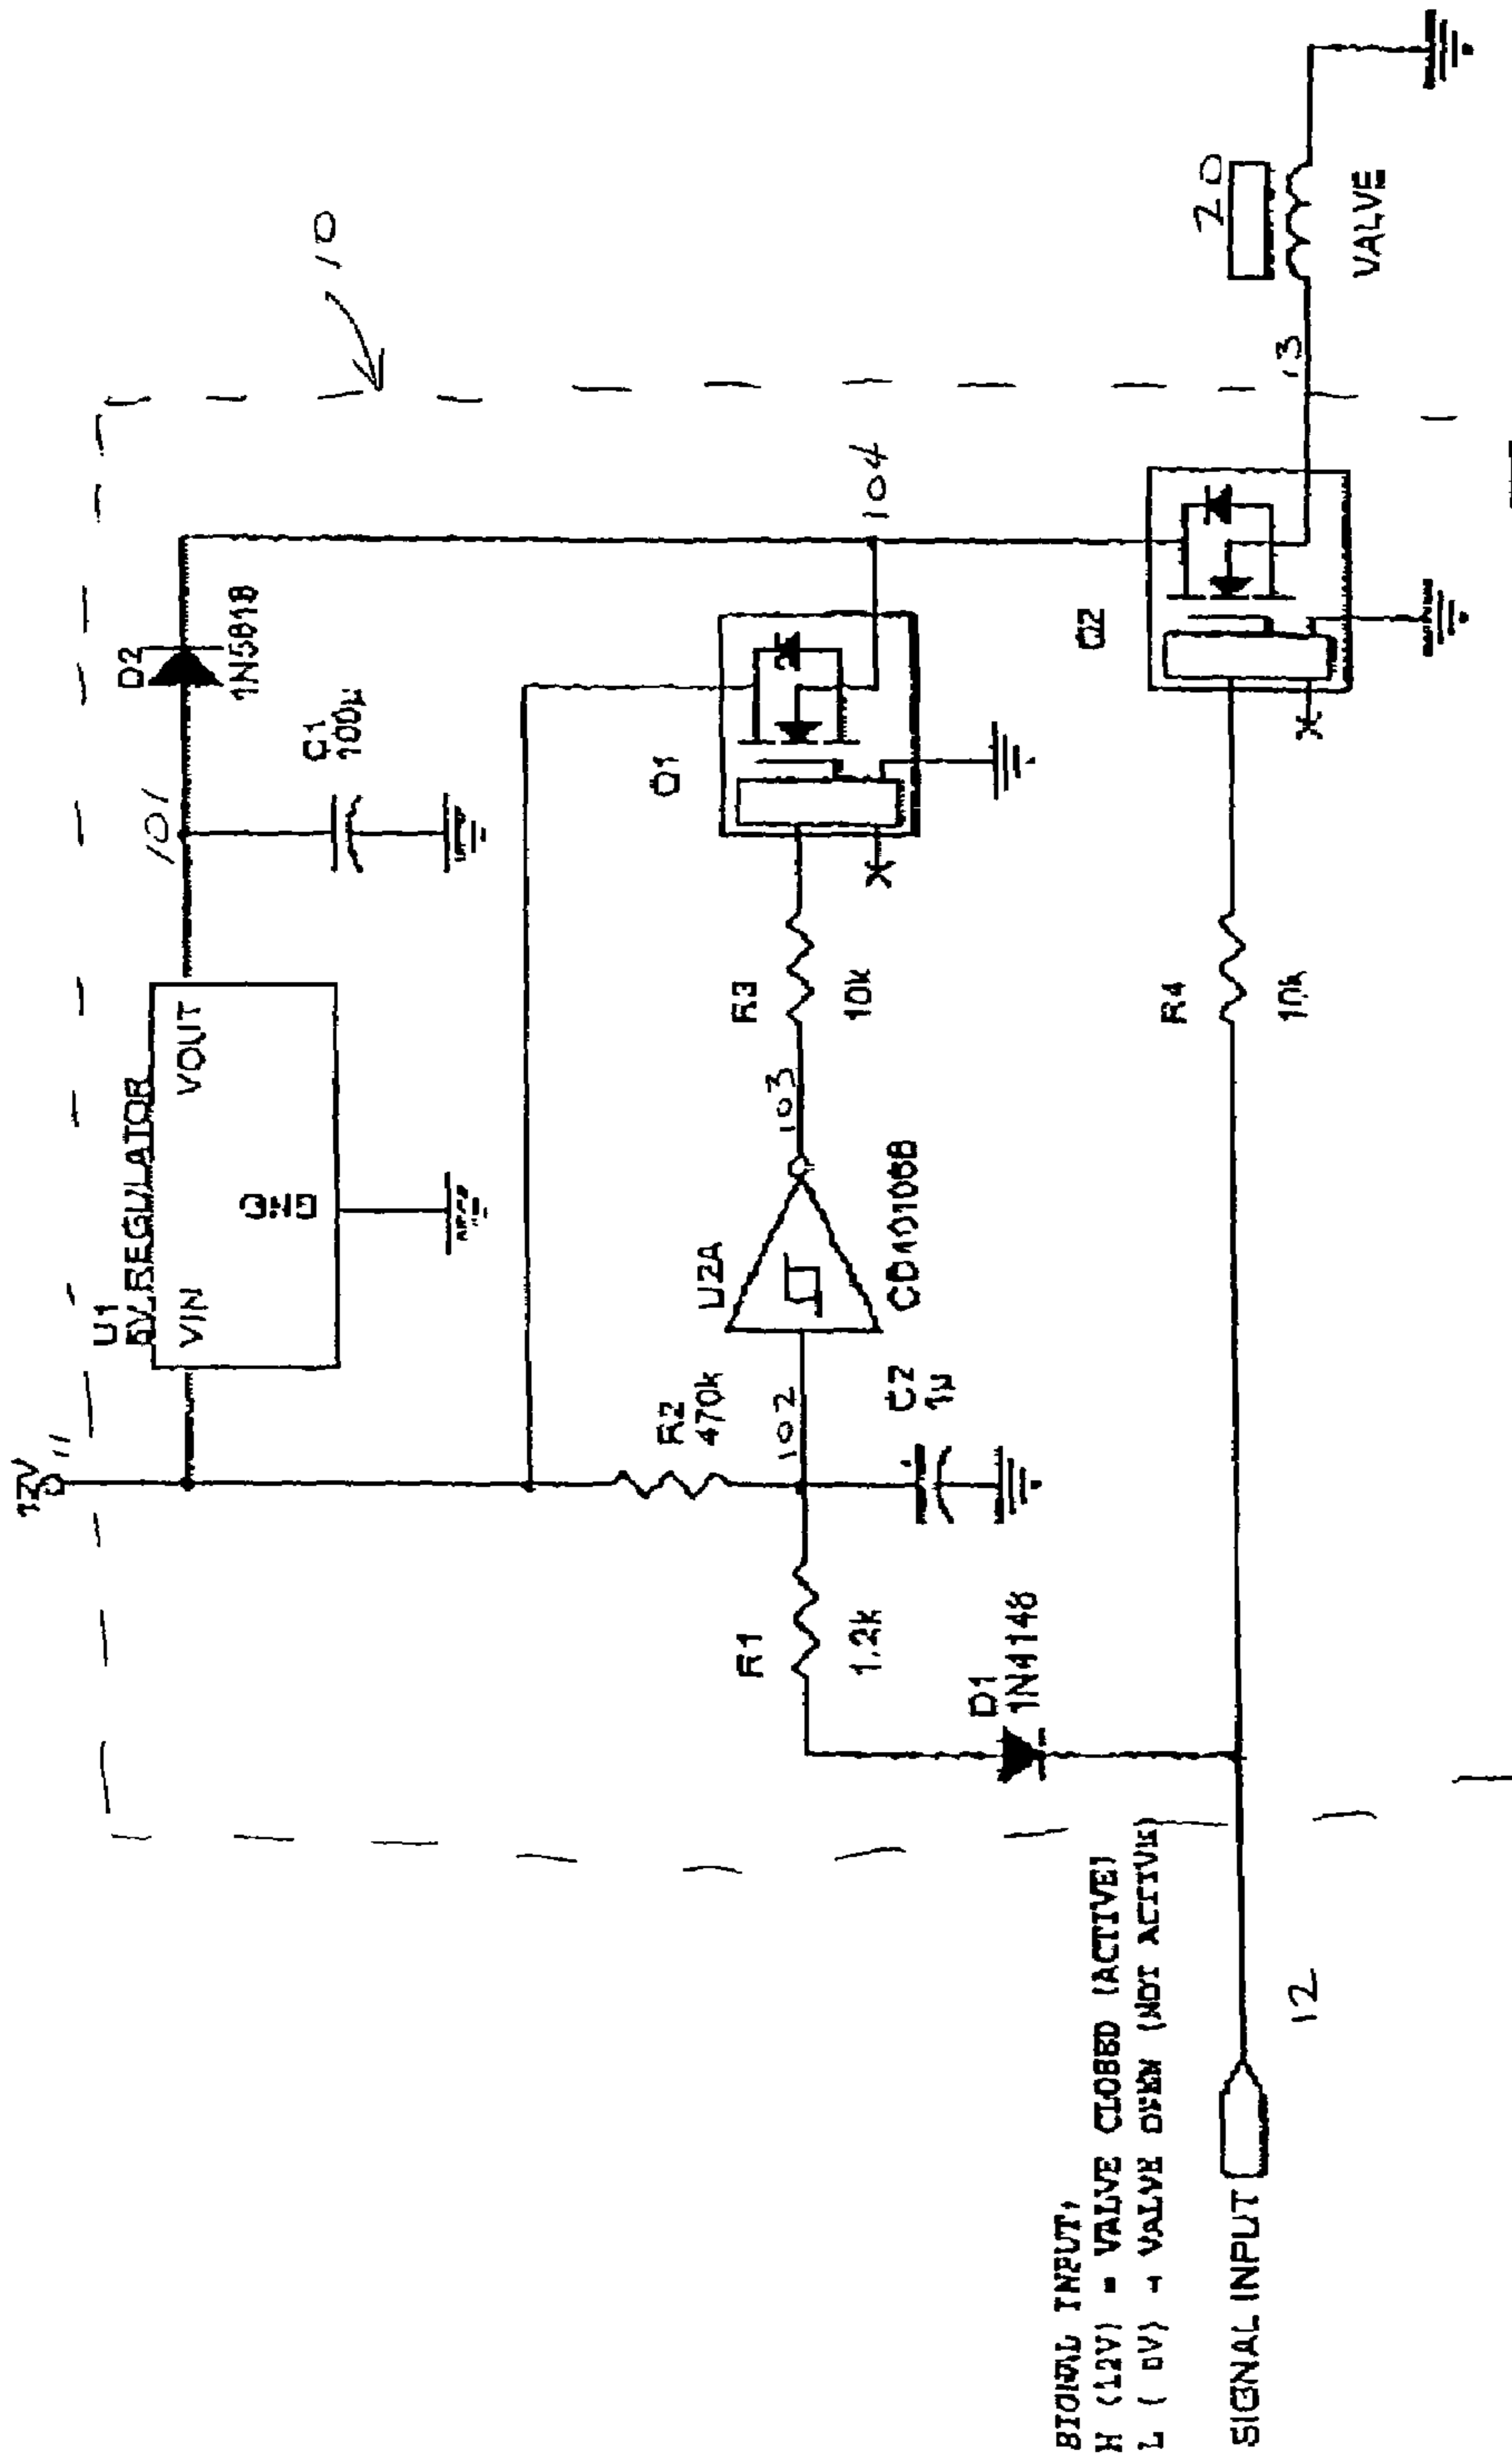 12V
11
U1
5V REGULATOR
VIN
VOUT
GND
101
D2
1N5818
C1
100µ
10
R2
470k
102
C2
1µ
U2A
CD40106B
103
R3
10k
Q1
104
R1
1.2k
D1
1N4148
R4
10k
Q2
13
20
VALVE
SIGNAL INPUT:
H (12V) = VALVE CLOSED (ACTIVE)
L ( 0V) = VALVE OPEN (NOT ACTIVE)
SIGNAL INPUT
12